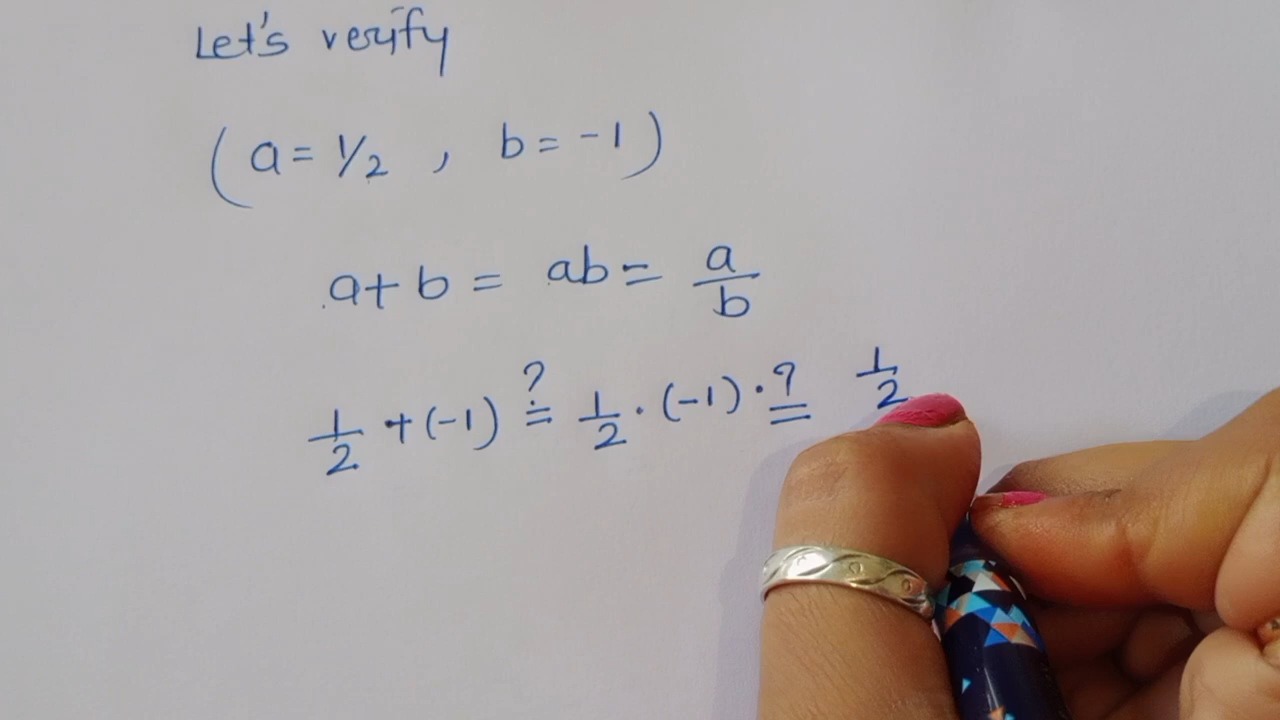 Let's verify
(a = 1/2 , b = -1)
a + b = ab = a/b
1/2 + (-1) ?= 1/2 · (-1) · ?= 1/2